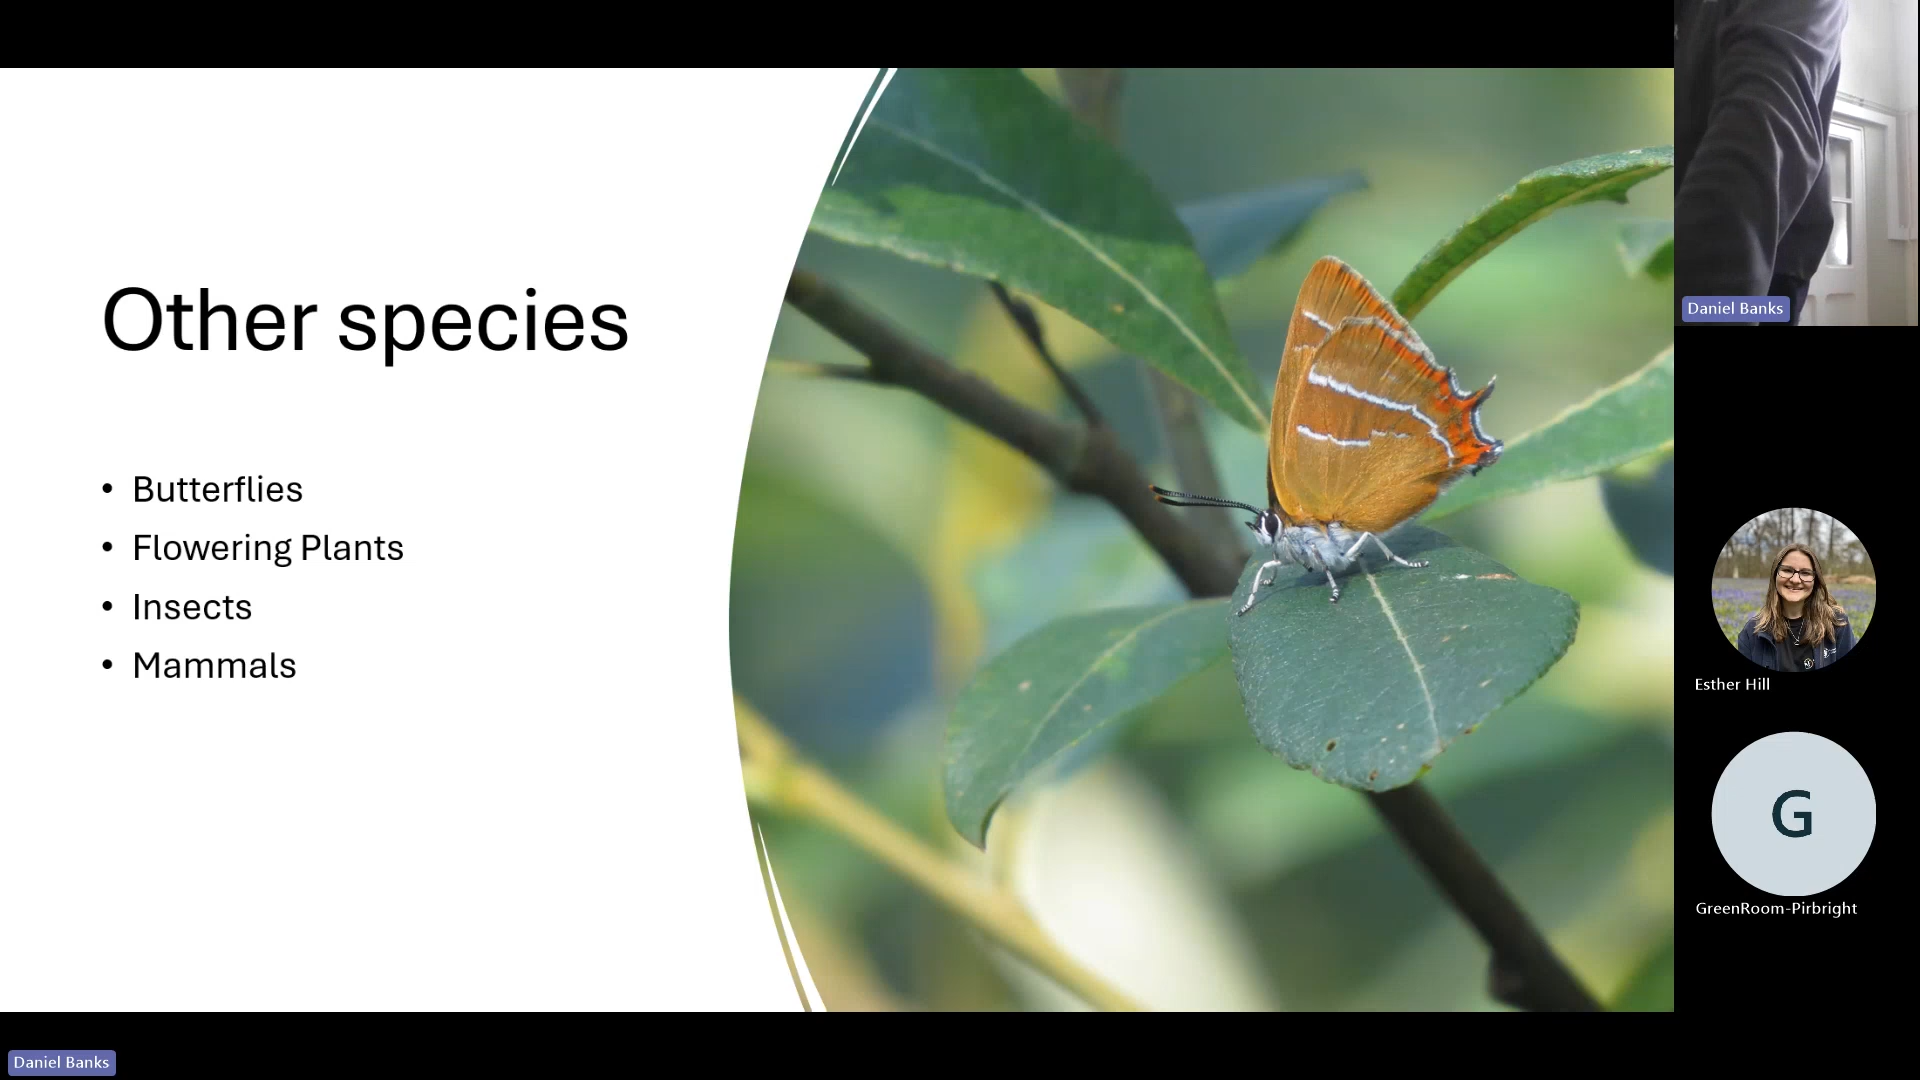 Other species
• Butterflies
• Flowering Plants
• Insects
• Mammals
Daniel Banks
Esther Hill
G
GreenRoom-Pirbright
Daniel Banks